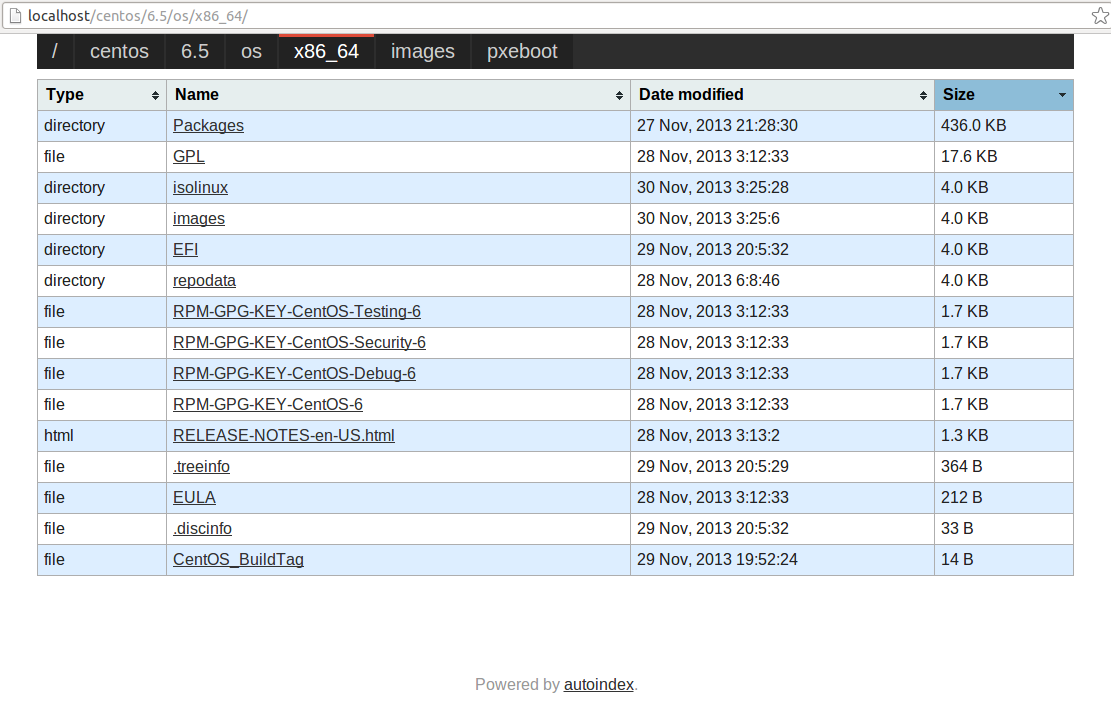 localhost/centos/6.5/os/x86_64/
/ centos 6.5 os x86_64 images pxeboot
Type Name Date modified Size
directory Packages 27 Nov, 2013 21:28:30 436.0 KB
file GPL 28 Nov, 2013 3:12:33 17.6 KB
directory isolinux 30 Nov, 2013 3:25:28 4.0 KB
directory images 30 Nov, 2013 3:25:6 4.0 KB
directory EFI 29 Nov, 2013 20:5:32 4.0 KB
directory repodata 28 Nov, 2013 6:8:46 4.0 KB
file RPM-GPG-KEY-CentOS-Testing-6 28 Nov, 2013 3:12:33 1.7 KB
file RPM-GPG-KEY-CentOS-Security-6 28 Nov, 2013 3:12:33 1.7 KB
file RPM-GPG-KEY-CentOS-Debug-6 28 Nov, 2013 3:12:33 1.7 KB
file RPM-GPG-KEY-CentOS-6 28 Nov, 2013 3:12:33 1.7 KB
html RELEASE-NOTES-en-US.html 28 Nov, 2013 3:13:2 1.3 KB
file .treeinfo 29 Nov, 2013 20:5:29 364 B
file EULA 28 Nov, 2013 3:12:33 212 B
file .discinfo 29 Nov, 2013 20:5:32 33 B
file CentOS_BuildTag 29 Nov, 2013 19:52:24 14 B
Powered by autoindex.